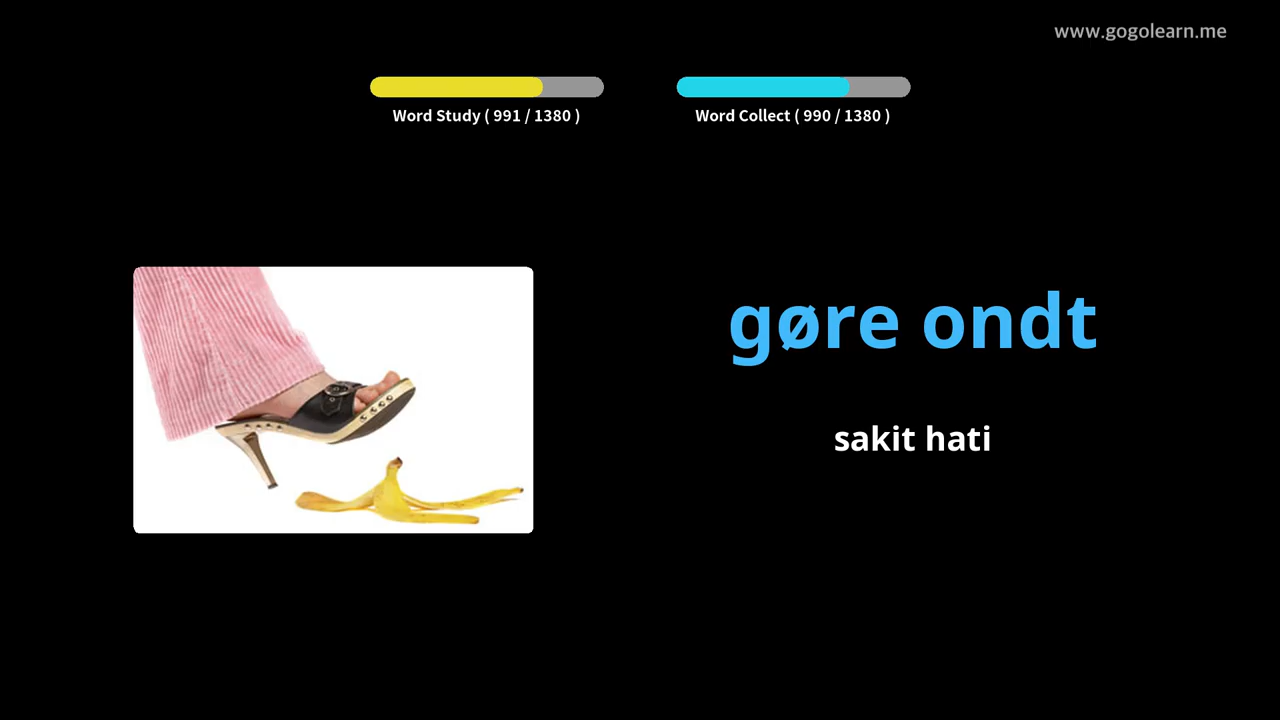 www.gogolearn.me
Word Study ( 991 / 1380 )
Word Collect ( 990 / 1380 )
gøre ondt
sakit hati